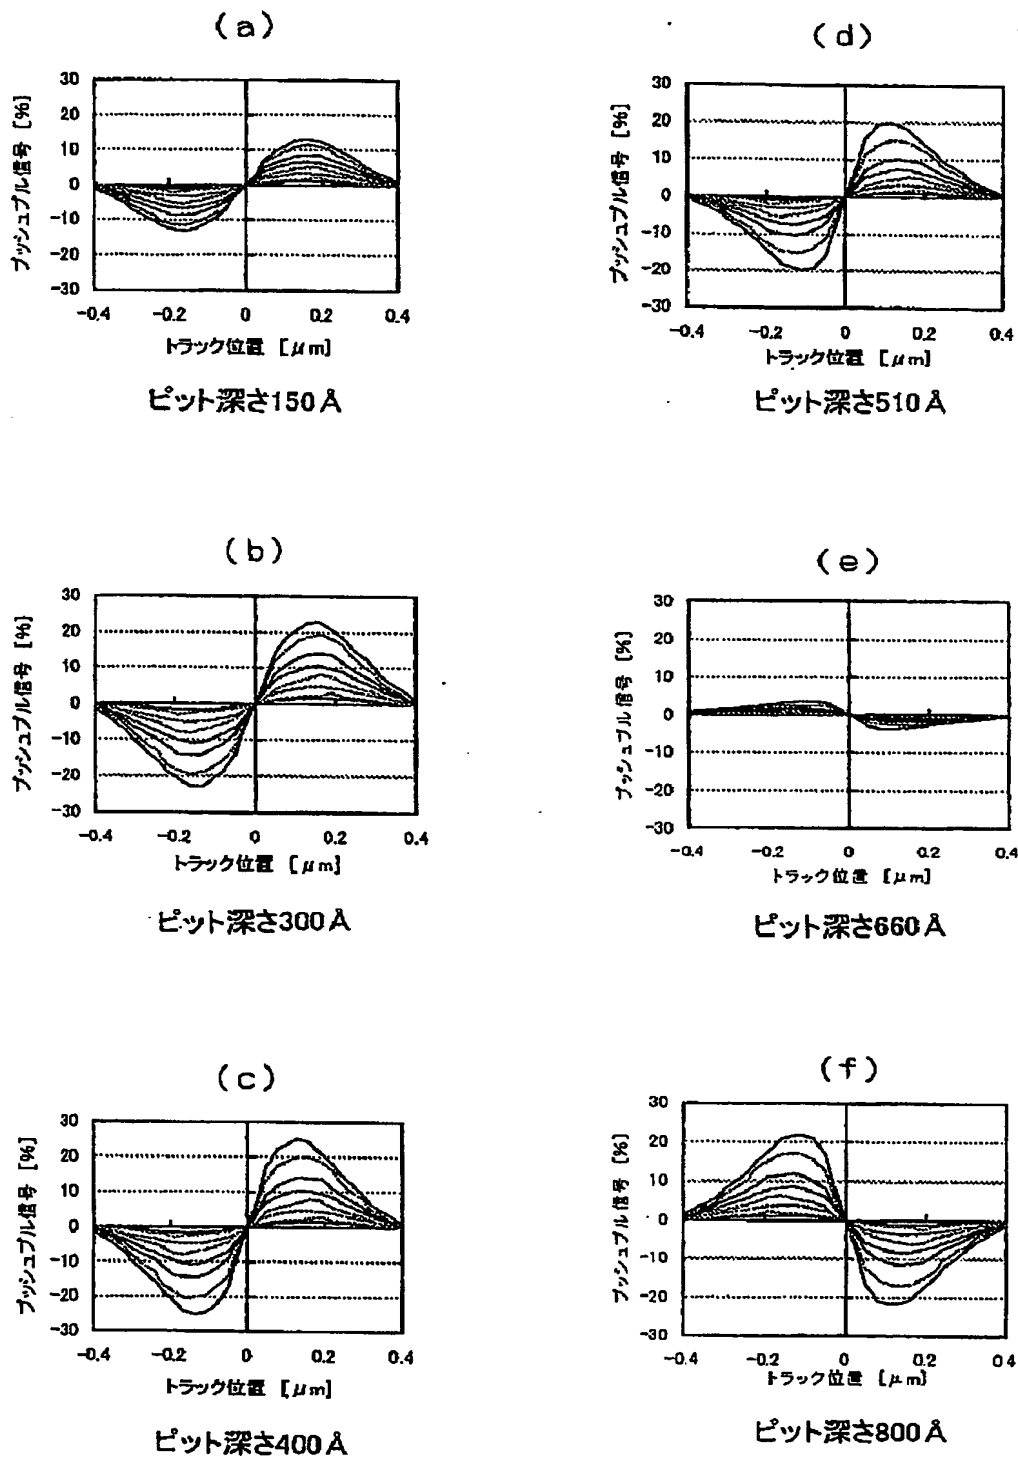 (a)
プッシュプル信号 [%]
30
20
10
0
-10
-20
-30
-0.4 -0.2 0 0.2 0.4
トラック位置 [μm]
ピット深さ150Å
(b)
プッシュプル信号 [%]
30
20
10
0
-10
-20
-30
-0.4 -0.2 0 0.2 0.4
トラック位置 [μm]
ピット深さ300Å
(c)
プッシュプル信号 [%]
30
20
10
0
-10
-20
-30
-0.4 -0.2 0 0.2 0.4
トラック位置 [μm]
ピット深さ400Å
(d)
プッシュプル信号 [%]
30
20
10
0
-10
-20
-30
-0.4 -0.2 0 0.2 0.4
トラック位置 [μm]
ピット深さ510Å
(e)
プッシュプル信号 [%]
30
20
10
0
-10
-20
-30
-0.4 -0.2 0 0.2 0.4
トラック位置 [μm]
ピット深さ660Å
(f)
プッシュプル信号 [%]
30
20
10
0
-10
-20
-30
-0.4 -0.2 0 0.2 0.4
トラック位置 [μm]
ピット深さ800Å